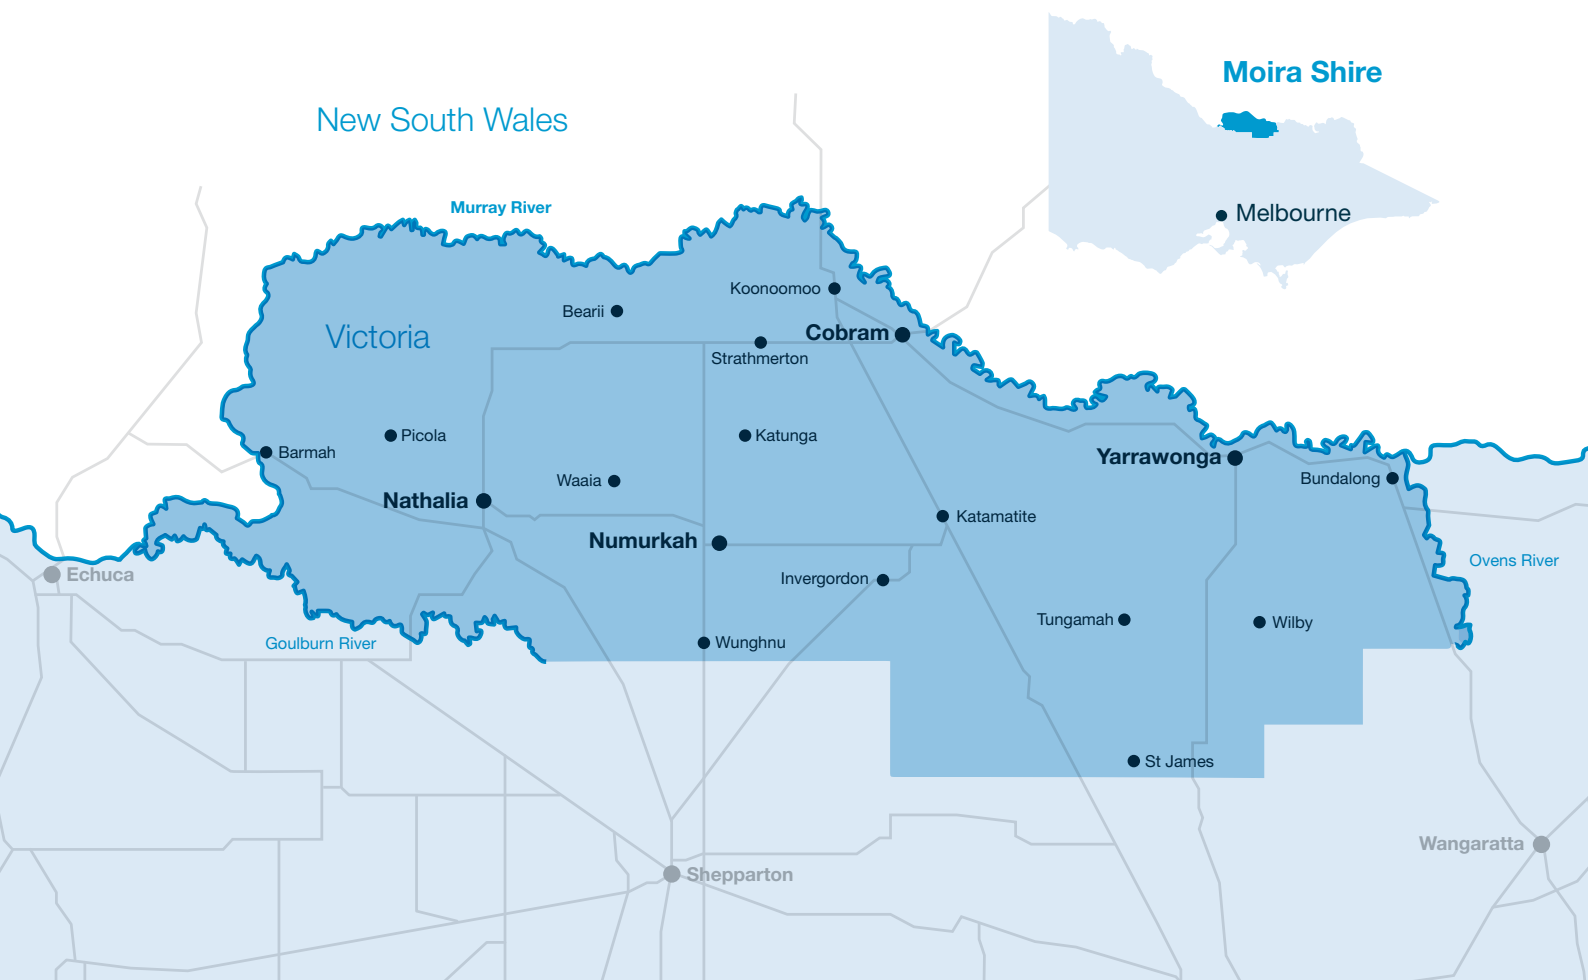 Moira Shire
New South Wales
Murray River
Melbourne
Koonoomoo
Bearii
Victoria
Cobram
Strathmerton
Picola
Katunga
Barmah
Yarrawonga
Waaia
Bundalong
Nathalia
Katamatite
Numurkah
Ovens River
Echuca
Invergordon
Tungamah
Wilby
Goulburn River
Wunghnu
St James
Wangaratta
Shepparton